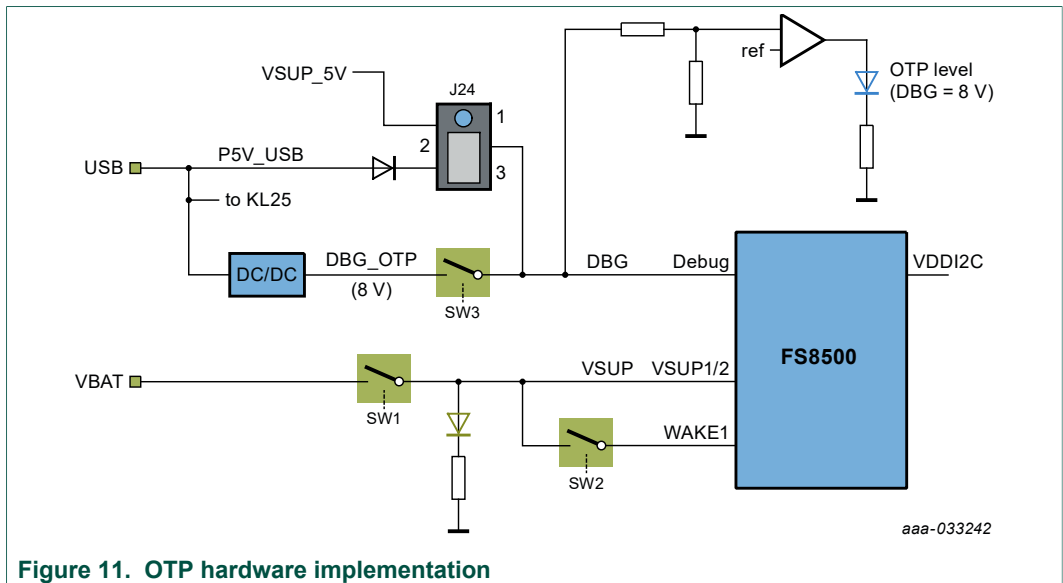 VSUP_5V
J24
1
2
3
ref
OTP level
(DBG = 8 V)
USB
P5V_USB
to KL25
DC/DC
DBG_OTP
(8 V)
SW3
DBG
Debug
VDDI2C
FS8500
VBAT
SW1
VSUP
VSUP1/2
SW2
WAKE1
aaa-033242
Figure 11. OTP hardware implementation